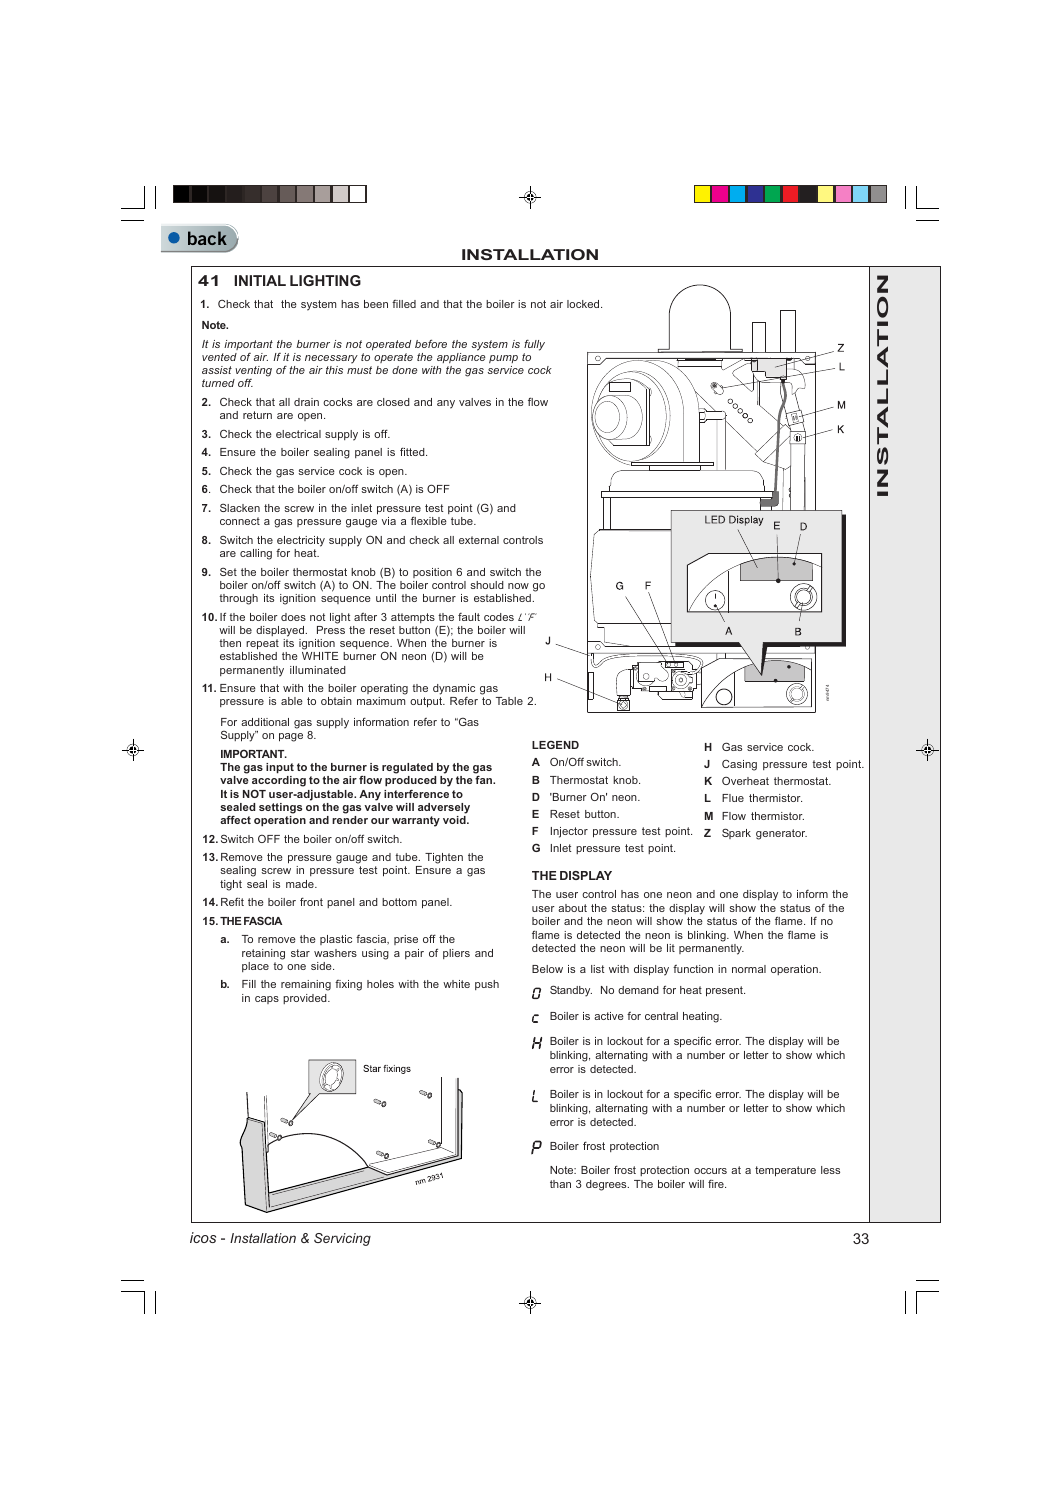 back
INSTALLATION
41 INITIAL LIGHTING
1. Check that the system has been filled and that the boiler is not air locked.
Note.
It is important the burner is not operated before the system is fully
vented of air. If it is necessary to operate the appliance pump to
assist venting of the air this must be done with the gas service cock
turned off.
2. Check that all drain cocks are closed and any valves in the flow
and return are open.
3. Check the electrical supply is off.
4. Ensure the boiler sealing panel is fitted.
5. Check the gas service cock is open.
6. Check that the boiler on/off switch (A) is OFF
7. Slacken the screw in the inlet pressure test point (G) and
connect a gas pressure gauge via a flexible tube.
8. Switch the electricity supply ON and check all external controls
are calling for heat.
9. Set the boiler thermostat knob (B) to position 6 and switch the
boiler on/off switch (A) to ON. The boiler control should now go
through its ignition sequence until the burner is established.
10. If the boiler does not light after 3 attempts the fault codes
will be displayed. Press the reset button (E); the boiler will
then repeat its ignition sequence. When the burner is
established the WHITE burner ON neon (D) will be
permanently illuminated
11. Ensure that with the boiler operating the dynamic gas
pressure is able to obtain maximum output. Refer to Table 2.
For additional gas supply information refer to “Gas
Supply” on page 8.
IMPORTANT.
The gas input to the burner is regulated by the gas
valve according to the air flow produced by the fan.
It is NOT user-adjustable. Any interference to
sealed settings on the gas valve will adversely
affect operation and render our warranty void.
12. Switch OFF the boiler on/off switch.
13. Remove the pressure gauge and tube. Tighten the
sealing screw in pressure test point. Ensure a gas
tight seal is made.
14. Refit the boiler front panel and bottom panel.
15. THE FASCIA
a. To remove the plastic fascia, prise off the
retaining star washers using a pair of pliers and
place to one side.
b. Fill the remaining fixing holes with the white push
in caps provided.
Star fixings
nm 2931
Z
L
M
K
LED Display
E
D
G
F
A
B
J
H
LEGEND
A On/Off switch.
B Thermostat knob.
D 'Burner On' neon.
E Reset button.
F Injector pressure test point.
G Inlet pressure test point.
H Gas service cock.
J Casing pressure test point.
K Overheat thermostat.
L Flue thermistor.
M Flow thermistor.
Z Spark generator.
THE DISPLAY
The user control has one neon and one display to inform the
user about the status: the display will show the status of the
boiler and the neon will show the status of the flame. If no
flame is detected the neon is blinking. When the flame is
detected the neon will be lit permanently.
Below is a list with display function in normal operation.
0 Standby. No demand for heat present.
c Boiler is active for central heating.
H Boiler is in lockout for a specific error. The display will be
blinking, alternating with a number or letter to show which
error is detected.
L Boiler is in lockout for a specific error. The display will be
blinking, alternating with a number or letter to show which
error is detected.
P Boiler frost protection
Note: Boiler frost protection occurs at a temperature less
than 3 degrees. The boiler will fire.
INSTALLATION
icos - Installation & Servicing
33